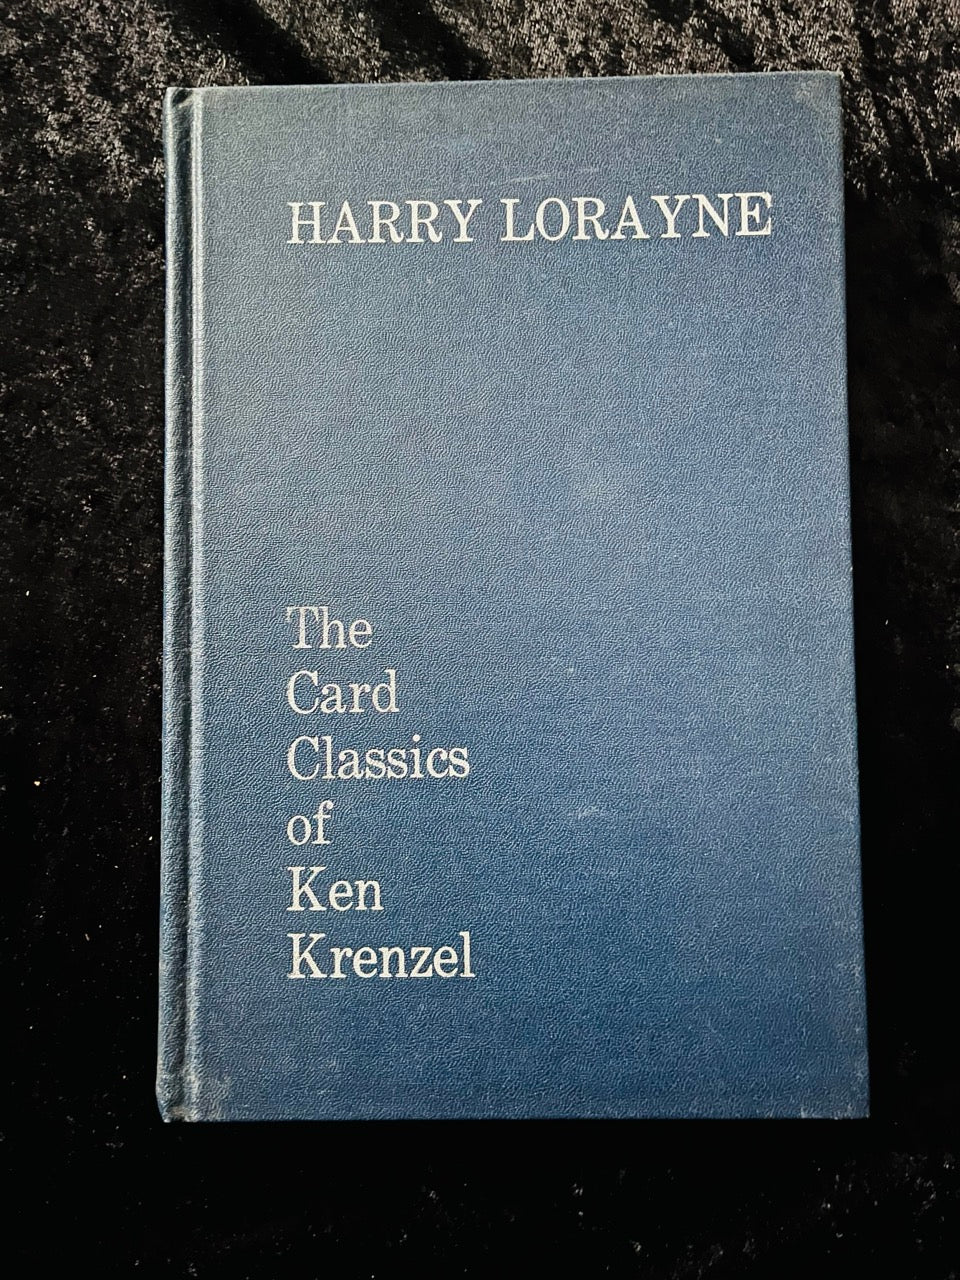 HARRY LORAYNE
The
Card
Classics
of
Ken
Krenzel